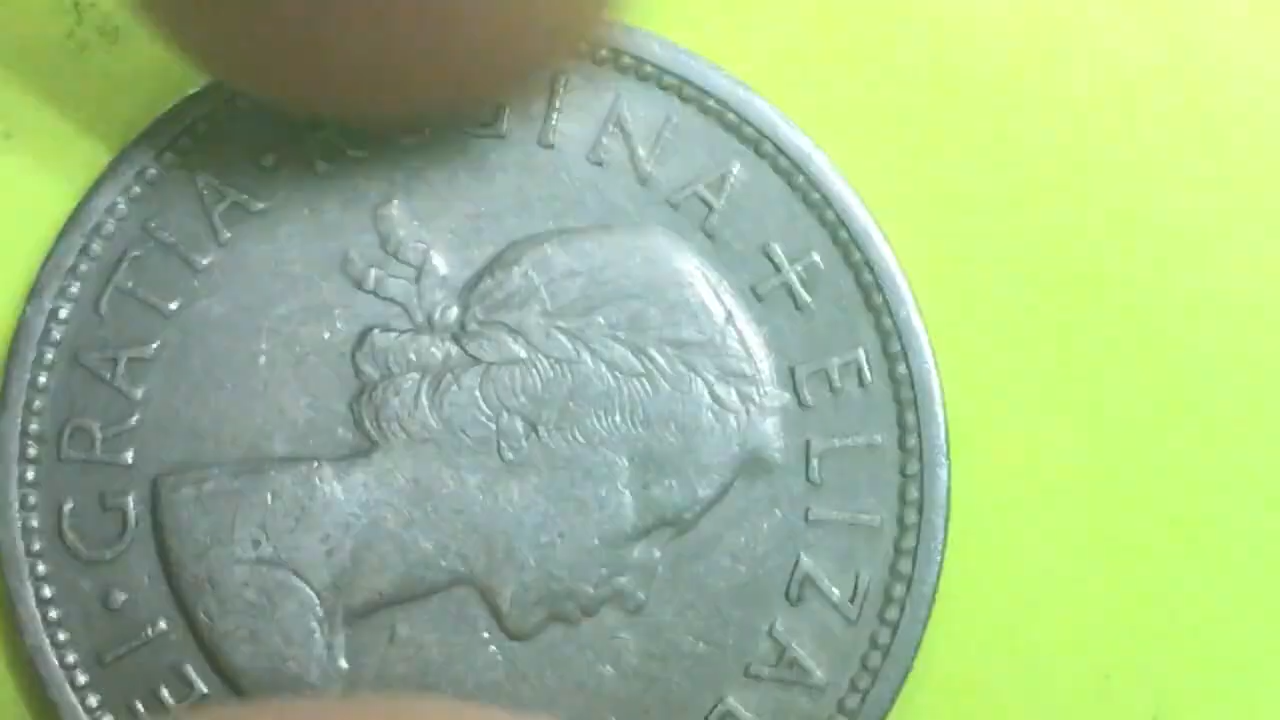 + ELIZA
EI · GRATIA · 
INA